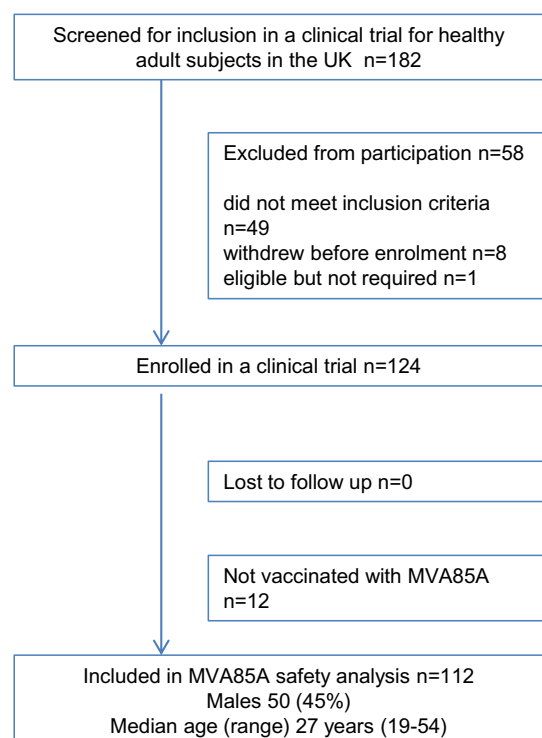 Screened for inclusion in a clinical trial for healthy
adult subjects in the UK n=182
Excluded from participation n=58
did not meet inclusion criteria
n=49
withdrew before enrolment n=8
eligible but not required n=1
Enrolled in a clinical trial n=124
Lost to follow up n=0
Not vaccinated with MVA85A
n=12
Included in MVA85A safety analysis n=112
Males 50 (45%)
Median age (range) 27 years (19-54)